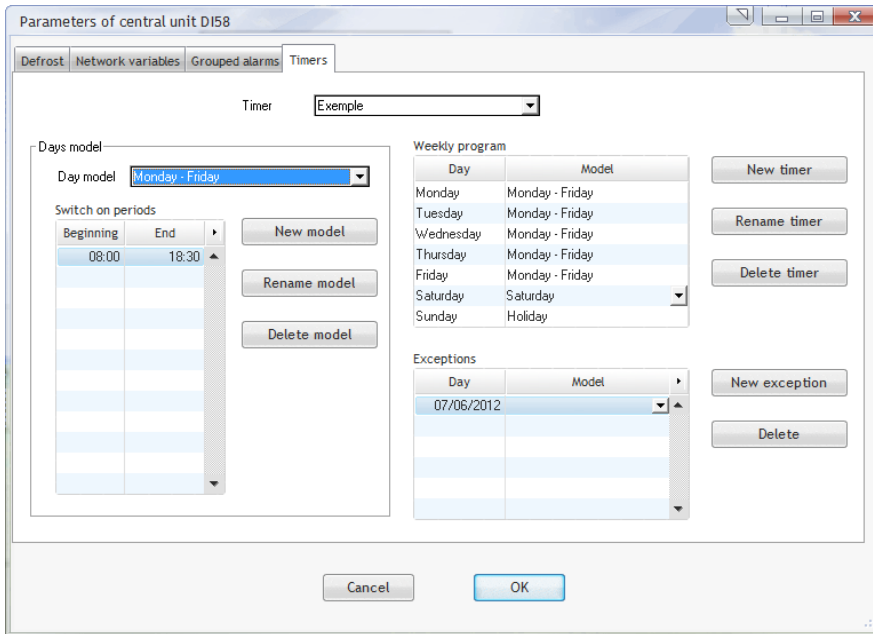 Parameters of central unit DI58
Defrost Network variables Grouped alarms Timers
Timer Exemple
Days model
Day model Monday - Friday
Switch on periods
Beginning End
08:00 18:30
New model
Rename model
Delete model
Weekly program
Day Model
Monday Monday - Friday
Tuesday Monday - Friday
Wednesday Monday - Friday
Thursday Monday - Friday
Friday Monday - Friday
Saturday Saturday
Sunday Holiday
New timer
Rename timer
Delete timer
Exceptions
Day Model
07/06/2012
New exception
Delete
Cancel OK